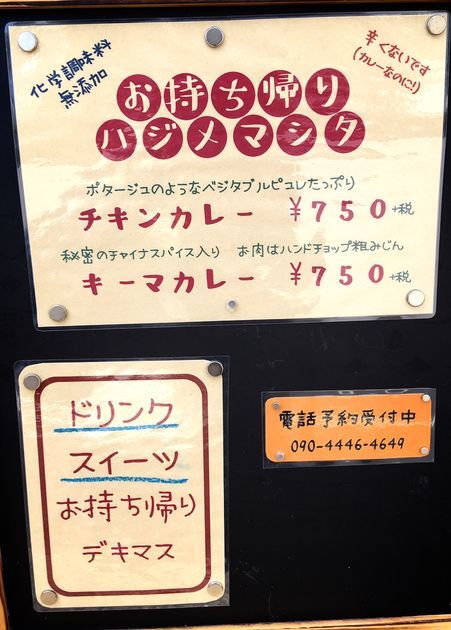 化学調味料
無添加
辛くないです
(カレーなのに!)
お持ち帰り
ハジメマシタ
ポタージュのようなベジタブルピュレたっぷり
チキンカレー ¥750+税
秘密のチャイナスパイス入り お肉はハンドチョップ粗みじん
キーマカレー ¥750+税
ドリンク
スイーツ
お持ち帰り
デキマス
電話予約受付中
090-4446-4649